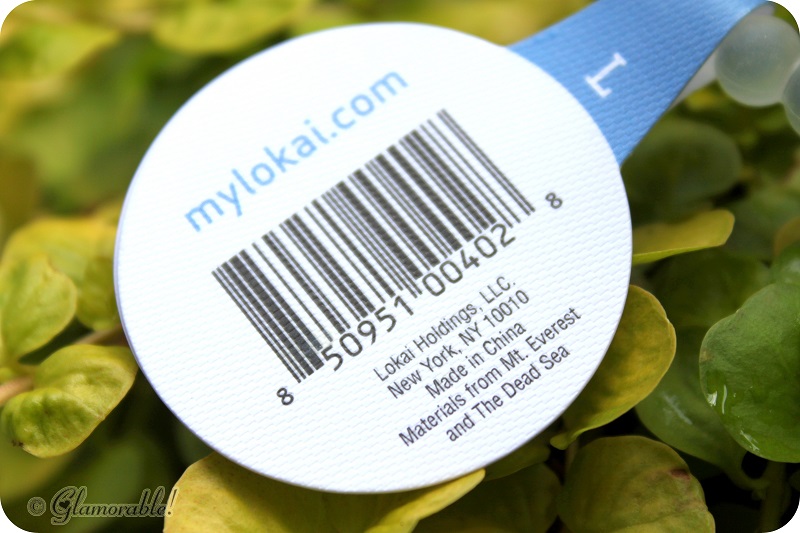 L
mylokai.com
8 50951 00402 8
Lokai Holdings, LLC.
New York, NY 10010
Made in China
Materials from Mt. Everest
and The Dead Sea
© Glamorable!